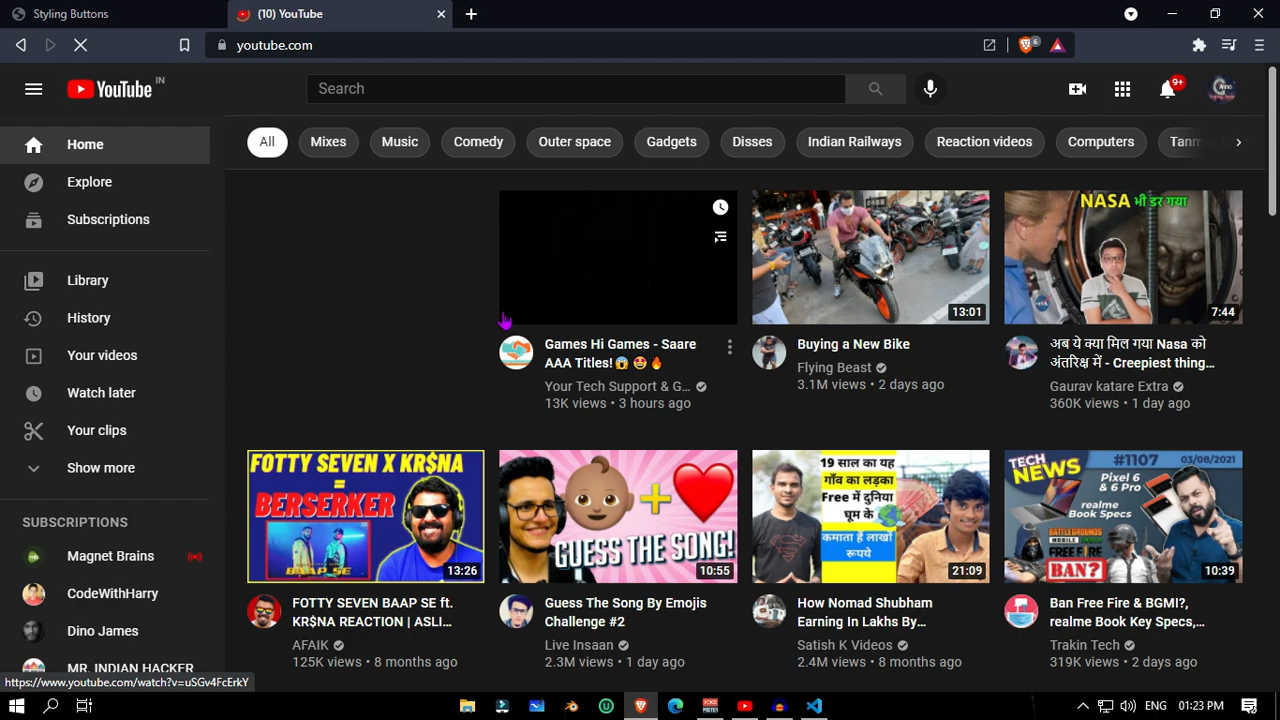 Styling Buttons
(10) YouTube
youtube.com
6
YouTube IN
Search
9+
Home
Explore
Subscriptions
Library
History
Your videos
Watch later
Your clips
Show more
SUBSCRIPTIONS
Magnet Brains
CodeWithHarry
Dino James
MR. INDIAN HACKER
All
Mixes
Music
Comedy
Outer space
Gadgets
Disses
Indian Railways
Reaction videos
Computers
Games Hi Games - Saare
AAA Titles!😱🤩🔥
Your Tech Support & G...
13K views • 3 hours ago
13:01
Buying a New Bike
Flying Beast
3.1M views • 2 days ago
NASA भी डर गया
7:44
अब ये क्या मिल गया Nasa को
अंतरिक्ष में - Creepiest thing...
Gaurav katare Extra
360K views • 1 day ago
FOTTY SEVEN X KR$NA
=
BERSERKER
BAAP SE
13:26
FOTTY SEVEN BAAP SE ft.
KR$NA REACTION | ASLI...
AFAIK
125K views • 8 months ago
+
GUESS THE SONG!
10:55
Guess The Song By Emojis
Challenge #2
Live Insaan
2.3M views • 1 day ago
19 साल का यह
गाँव का लड़का
Free में दुनिया
घूम के
कमाता हैं लाखों
रूपये
21:09
How Nomad Shubham
Earning In Lakhs By...
Satish K Videos
2.4M views • 8 months ago
TECH NEWS
#1107
03/08/2021
Pixel 6
& 6 Pro
realme
Book Specs
BATTLEGROUNDS
MOBILE INDIA
FREE FIRE
BAN?
10:39
Ban Free Fire & BGMI?,
realme Book Key Specs,...
Trakin Tech
319K views • 2 days ago
https://www.youtube.com/watch?v=uSGv4FcErkY
ENG
01:23 PM